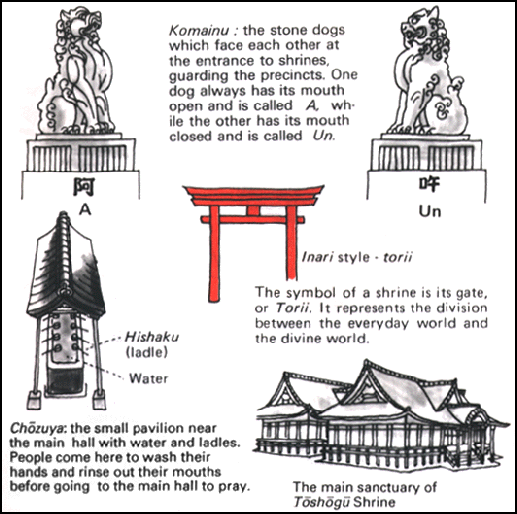 Komainu : the stone dogs
which face each other at
the entrance to shrines,
guarding the precincts. One
dog always has its mouth
open and is called A, wh-
ile the other has its mouth
closed and is called Un.
阿
A
吽
Un
Inari style - torii
The symbol of a shrine is its gate,
or Torii. It represents the division
between the everyday world and
the divine world.
Hishaku
(ladle)
Water
Chōzuya: the small pavilion near
the main hall with water and ladles.
People come here to wash their
hands and rinse out their mouths
before going to the main hall to pray.
The main sanctuary of
Tōshōgū Shrine